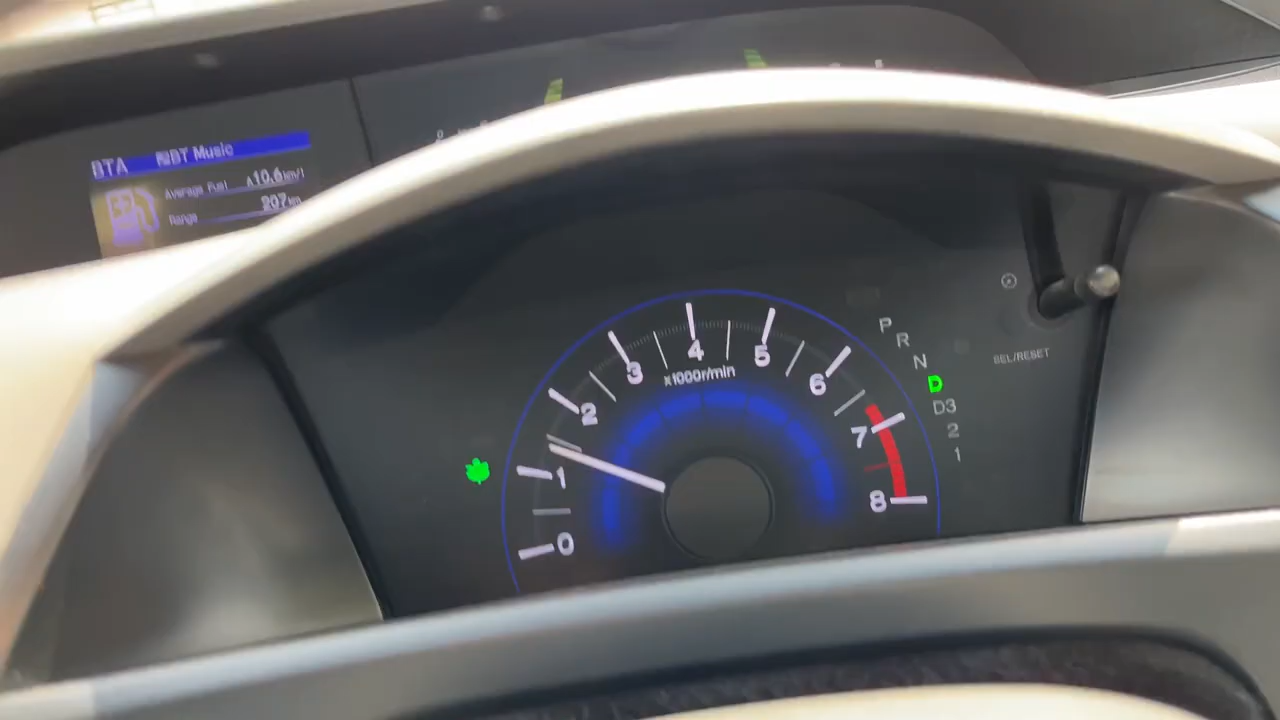 BTA BT Music
Average Fuel 10.6km/l
Range 207km
0
1
2
3
4
5
6
7
8
x1000r/min
P
R
N
D
D3
2
1
SEL/RESET